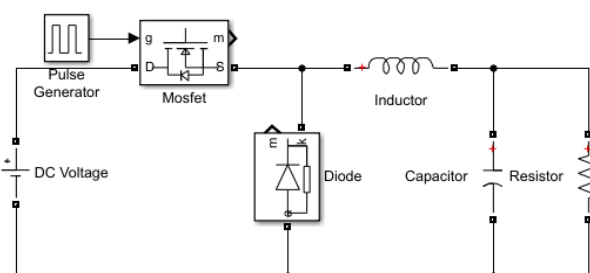 g
m
D
S
Pulse
Generator
Mosfet
Inductor
m
k
a
Diode
DC Voltage
Capacitor
Resistor